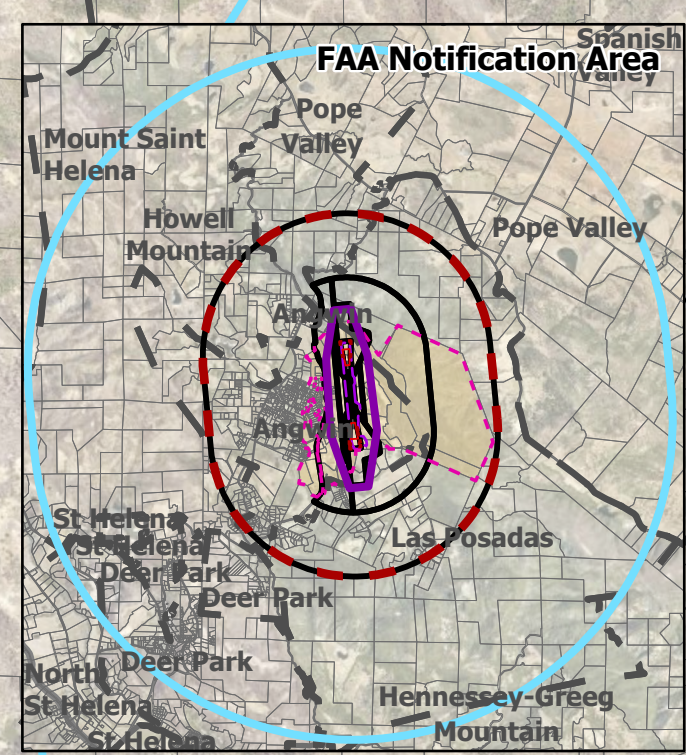 Spanish
Valley
FAA Notification Area
Pope
Valley
Mount Saint
Helena
Howell
Mountain
Pope Valley
Angwin
Angwin
St Helena
St Helena
Las Posadas
Deer Park
Deer Park
Deer Park
North
St Helena
Hennessey-Greeg
Mountain
St Helena